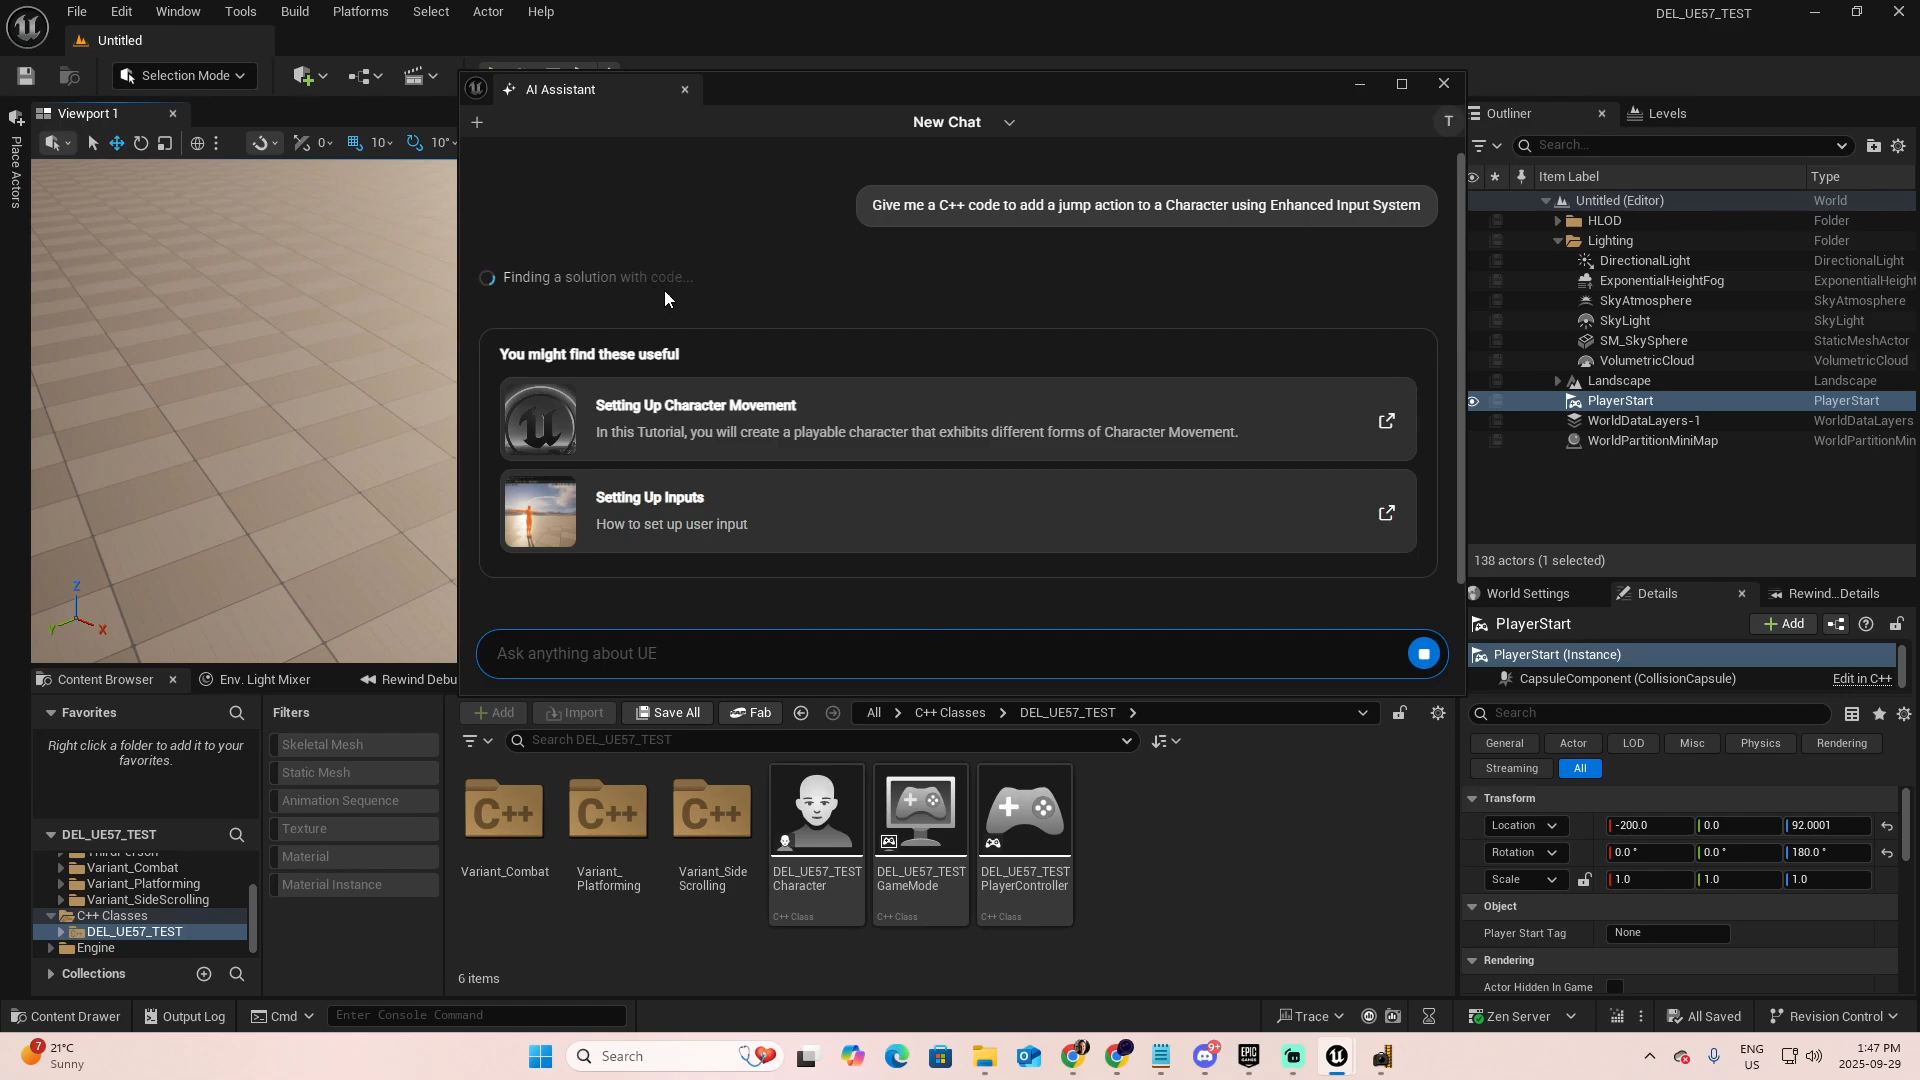 File Edit Window Tools Build Platforms Select Actor Help
DEL_UE57_TEST
Untitled
Selection Mode
AI Assistant
Viewport 1
Outliner
Levels
New Chat
T
0
10
10°
Search...
Place Actors
Item Label
Type
Untitled (Editor)
World
HLOD
Folder
Lighting
Folder
DirectionalLight
DirectionalLight
ExponentialHeightFog
ExponentialHeight
SkyAtmosphere
SkyAtmosphere
SkyLight
SkyLight
SM_SkySphere
StaticMeshActor
VolumetricCloud
VolumetricCloud
Landscape
Landscape
PlayerStart
PlayerStart
WorldDataLayers-1
WorldDataLayers
WorldPartitionMiniMap
WorldPartitionMin
138 actors (1 selected)
Give me a C++ code to add a jump action to a Character using Enhanced Input System
Finding a solution with code...
You might find these useful
Setting Up Character Movement
In this Tutorial, you will create a playable character that exhibits different forms of Character Movement.
Setting Up Inputs
How to set up user input
Ask anything about UE
Z
Y
X
World Settings
Details
Rewind...Details
PlayerStart
Add
PlayerStart (Instance)
CapsuleComponent (CollisionCapsule)
Edit in C++
Search
General
Actor
LOD
Misc
Physics
Rendering
Streaming
All
Transform
Location
-200.0
0.0
92.0001
Rotation
0.0 °
0.0 °
180.0 °
Scale
1.0
1.0
1.0
Object
Player Start Tag
None
Rendering
Actor Hidden In Game
Content Browser
Env. Light Mixer
Rewind Debu
Favorites
Right click a folder to add it to your
favorites.
DEL_UE57_TEST
ThirdPerson
Variant_Combat
Variant_Platforming
Variant_SideScrolling
C++ Classes
DEL_UE57_TEST
Engine
Collections
Filters
Skeletal Mesh
Static Mesh
Animation Sequence
Texture
Material
Material Instance
Add
Import
Save All
Fab
All
C++ Classes
DEL_UE57_TEST
Search DEL_UE57_TEST
C++
C++
C++
Variant_Combat
Variant_
Platforming
Variant_Side
Scrolling
DEL_UE57_TEST
Character
C++ Class
DEL_UE57_TEST
GameMode
C++ Class
DEL_UE57_TEST
PlayerController
C++ Class
6 items
Content Drawer
Output Log
Cmd
Enter Console Command
Trace
Zen Server
All Saved
Revision Control
7
21°C
Sunny
Search
9+
EPIC
GAMES
ENG
US
1:47 PM
2025-09-29